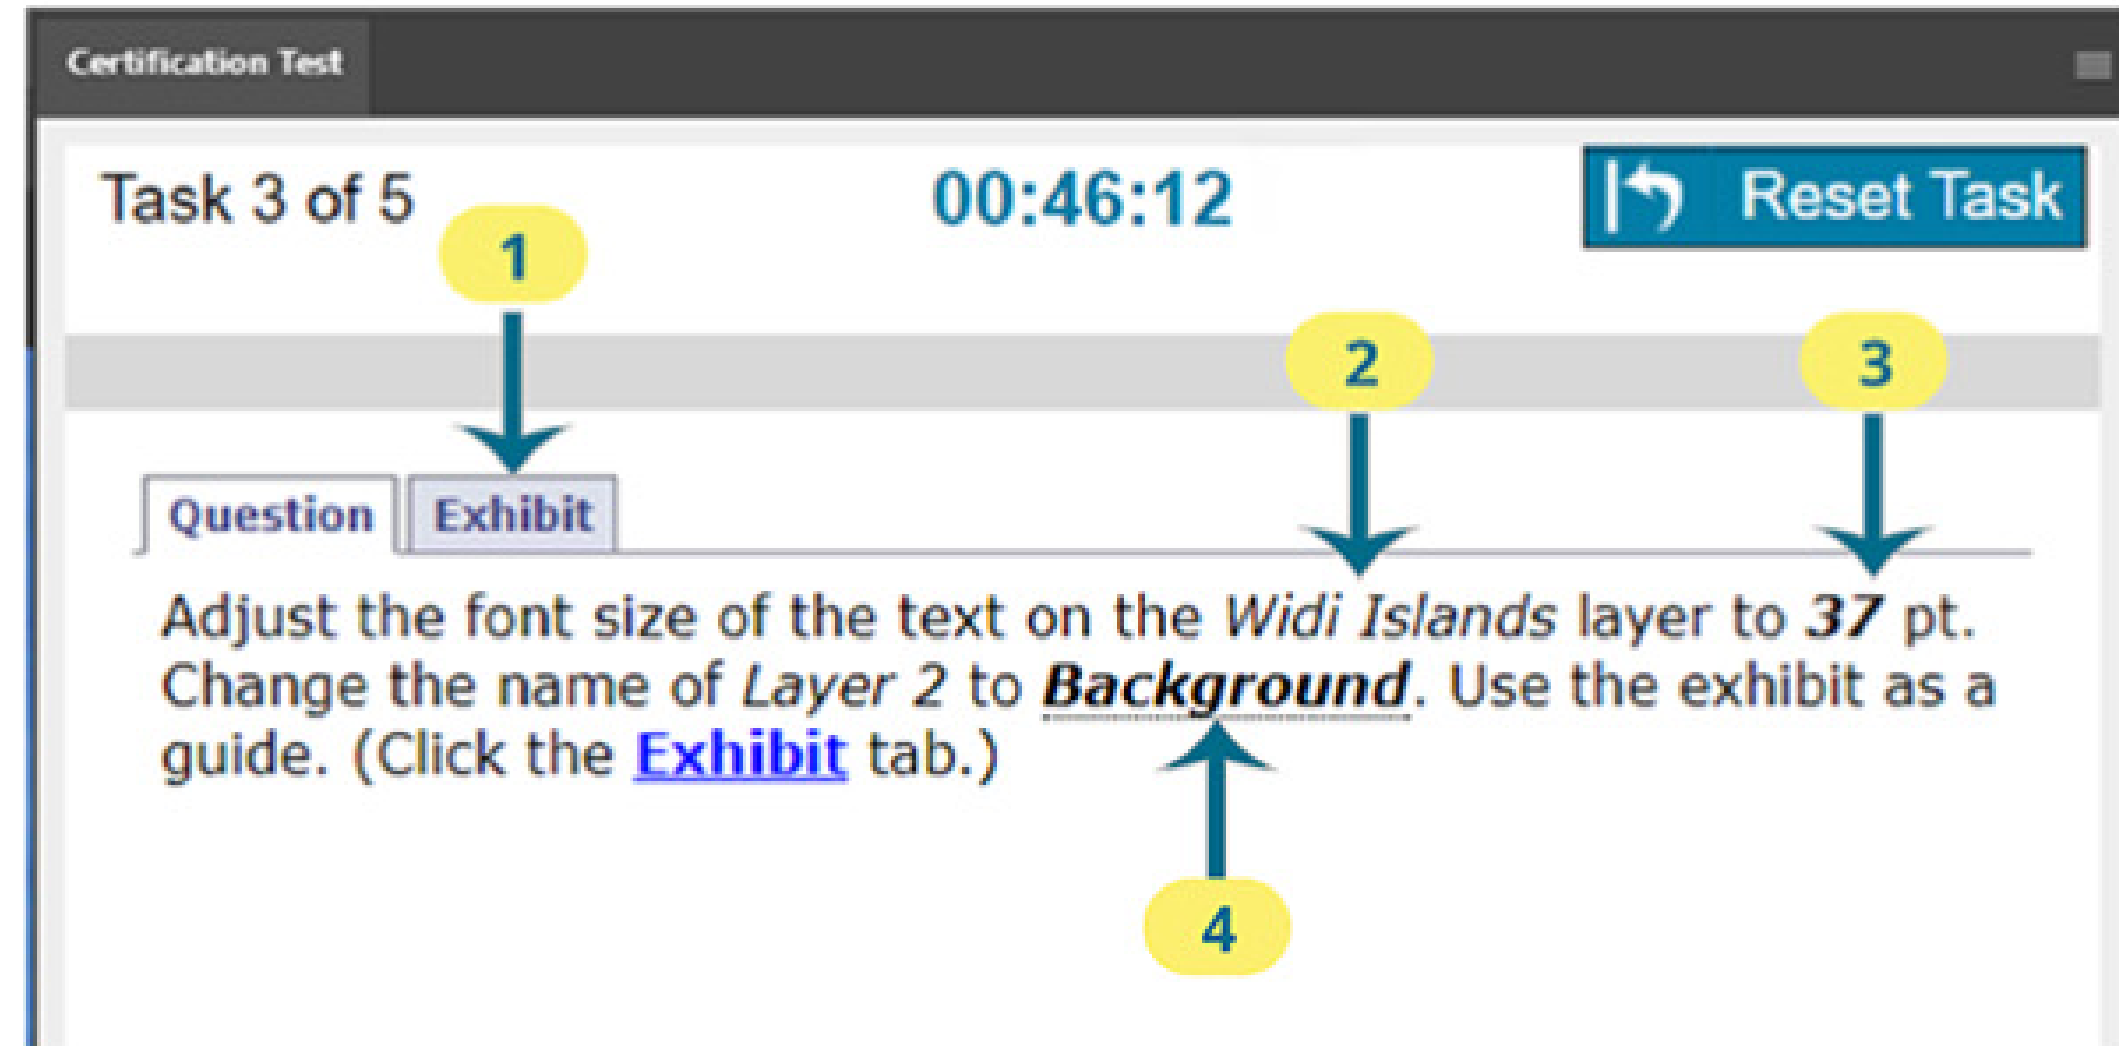 Certification Test
Task 3 of 5
00:46:12
Reset Task
1
2
3
Question
Exhibit
Adjust the font size of the text on the Widi Islands layer to 37 pt.
Change the name of Layer 2 to Background. Use the exhibit as a
guide. (Click the Exhibit tab.)
4